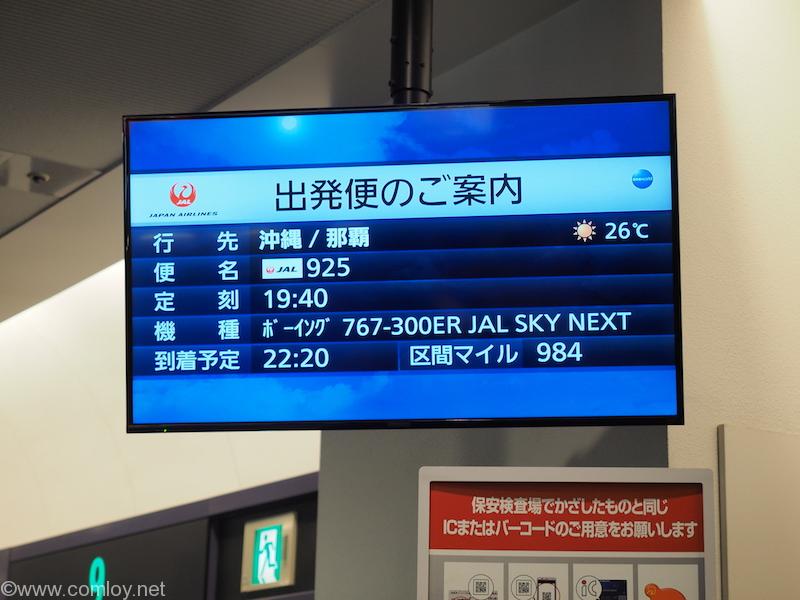 出発便のご案内
JAL
JAPAN AIRLINES
行 先 沖縄 / 那覇 26℃
便 名 JAL 925
定 刻 19:40
機 種 ﾎﾞｰｲﾝｸﾞ 767-300ER JAL SKY NEXT
到着予定 22:20 区間マイル 984
保安検査場でかざしたものと同じ
ICまたはバーコードのご用意をお願いします
iC
9
©www.comloy.net